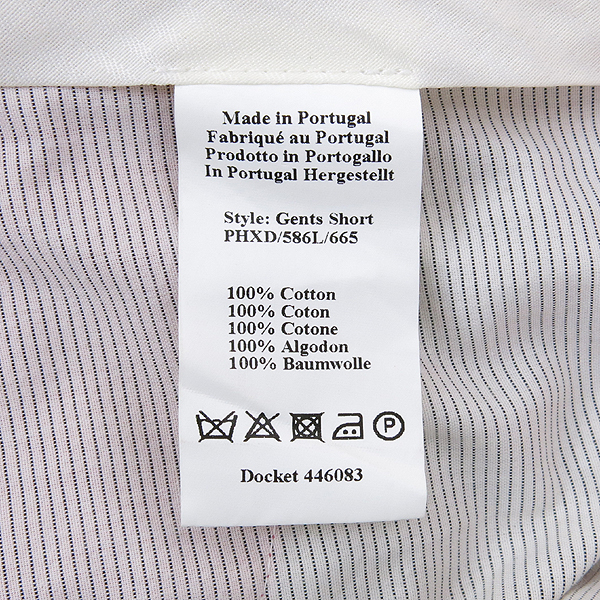 Made in Portugal
Fabriqué au Portugal
Prodotto in Portogallo
In Portugal Hergestellt
Style: Gents Short
PHXD/586L/665
100% Cotton
100% Coton
100% Cotone
100% Algodon
100% Baumwolle
P
Docket 446083